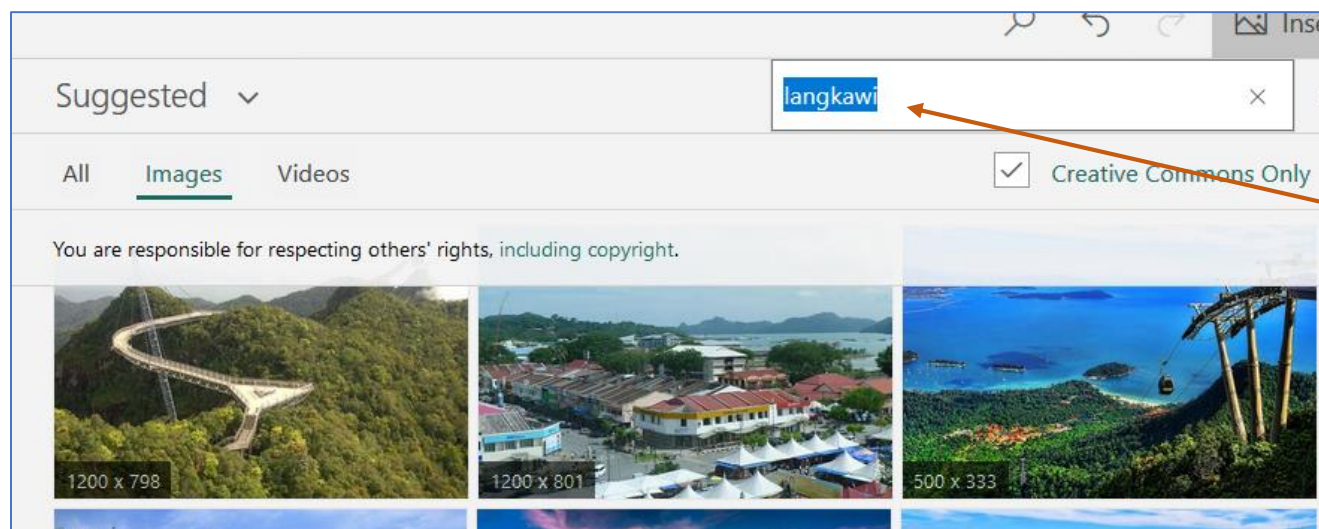 Suggested
langkawi
All Images Videos Creative Commons Only
You are responsible for respecting others' rights, including copyright.
1200 x 798
1200 x 801
500 x 333